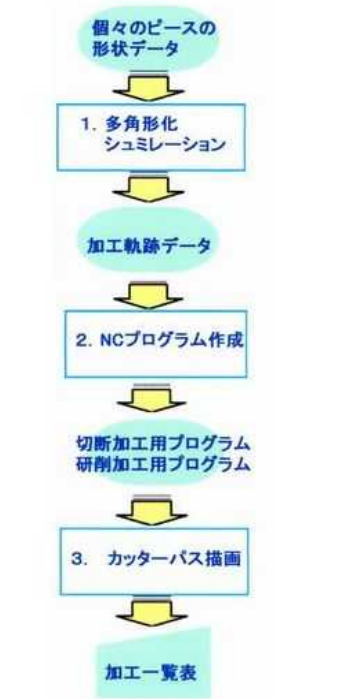 個々のピースの
形状データ
1. 多角形化
シュミレーション
加工軌跡データ
2. NCプログラム作成
切断加工用プログラム
研削加工用プログラム
3. カッターパス描画
加工一覧表